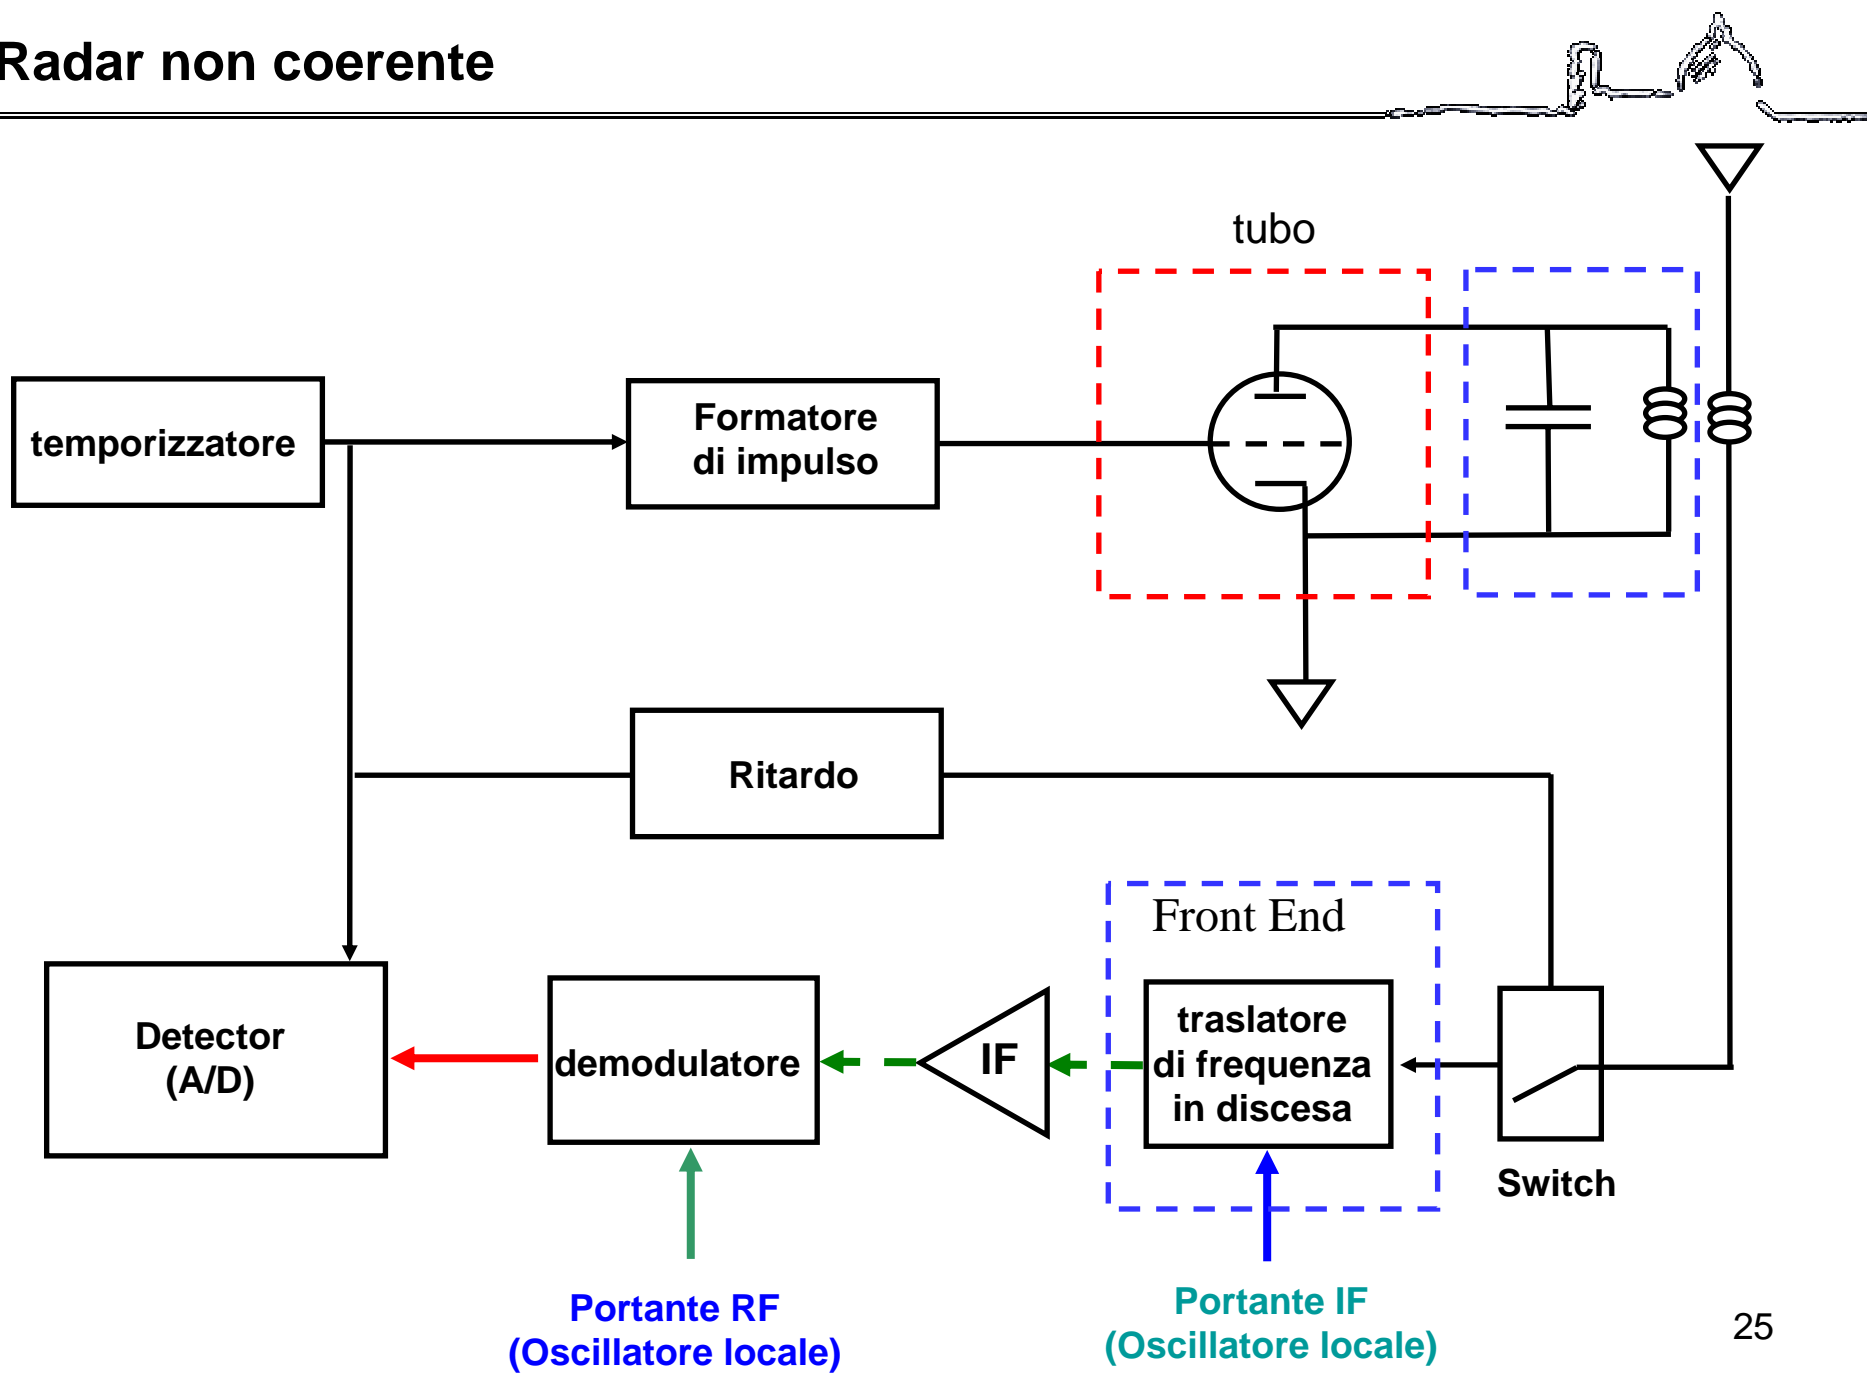 Radar non coerente
tubo
temporizzatore
Formatore
di impulso
Ritardo
Front End
Detector
(A/D)
demodulatore
IF
traslatore
di frequenza
in discesa
Switch
Portante RF
(Oscillatore locale)
Portante IF
(Oscillatore locale)
25